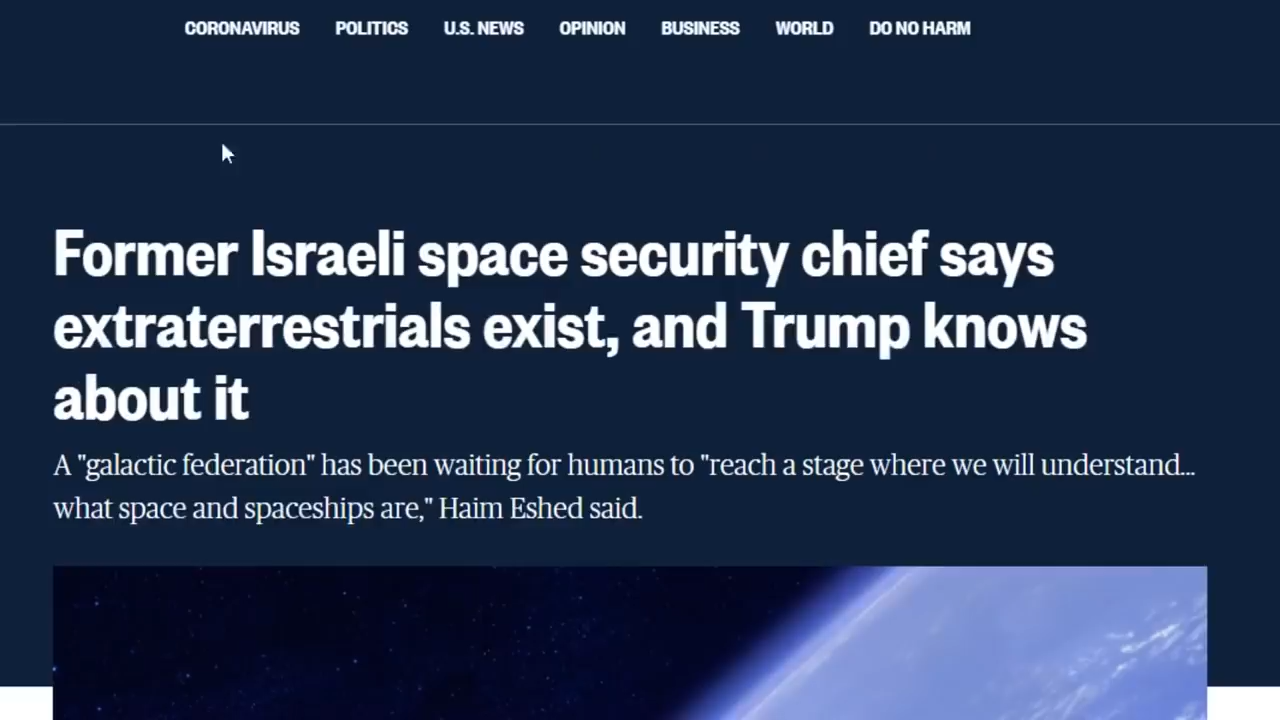 CORONAVIRUS POLITICS U.S. NEWS OPINION BUSINESS WORLD DO NO HARM
Former Israeli space security chief says
extraterrestrials exist, and Trump knows
about it
A "galactic federation" has been waiting for humans to "reach a stage where we will understand...
what space and spaceships are," Haim Eshed said.